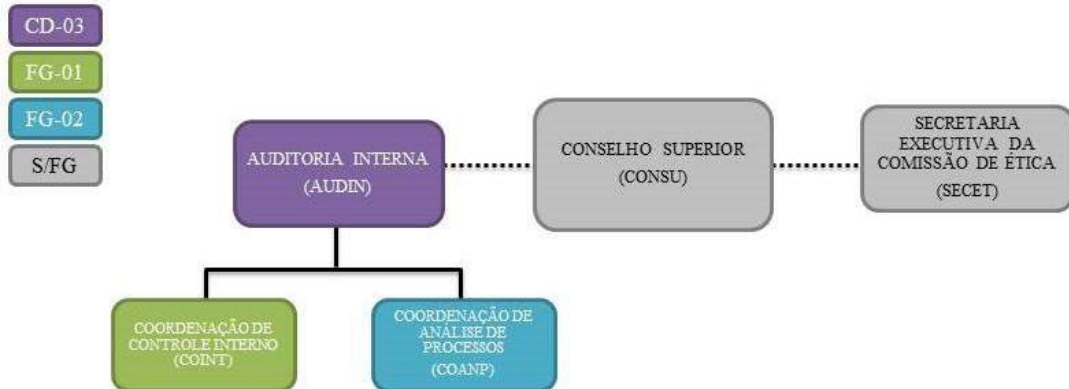 CD-03
FG-01
FG-02
S/FG
AUDITORIA INTERNA
(AUDIN)
CONSELHO SUPERIOR
(CONSU)
SECRETARIA
EXECUTIVA DA
COMISSÃO DE ÉTICA
(SECET)
COORDENAÇÃO DE
CONTROLE INTERNO
(COINT)
COORDENAÇÃO DE
ANÁLISE DE
PROCESSOS
(COANP)